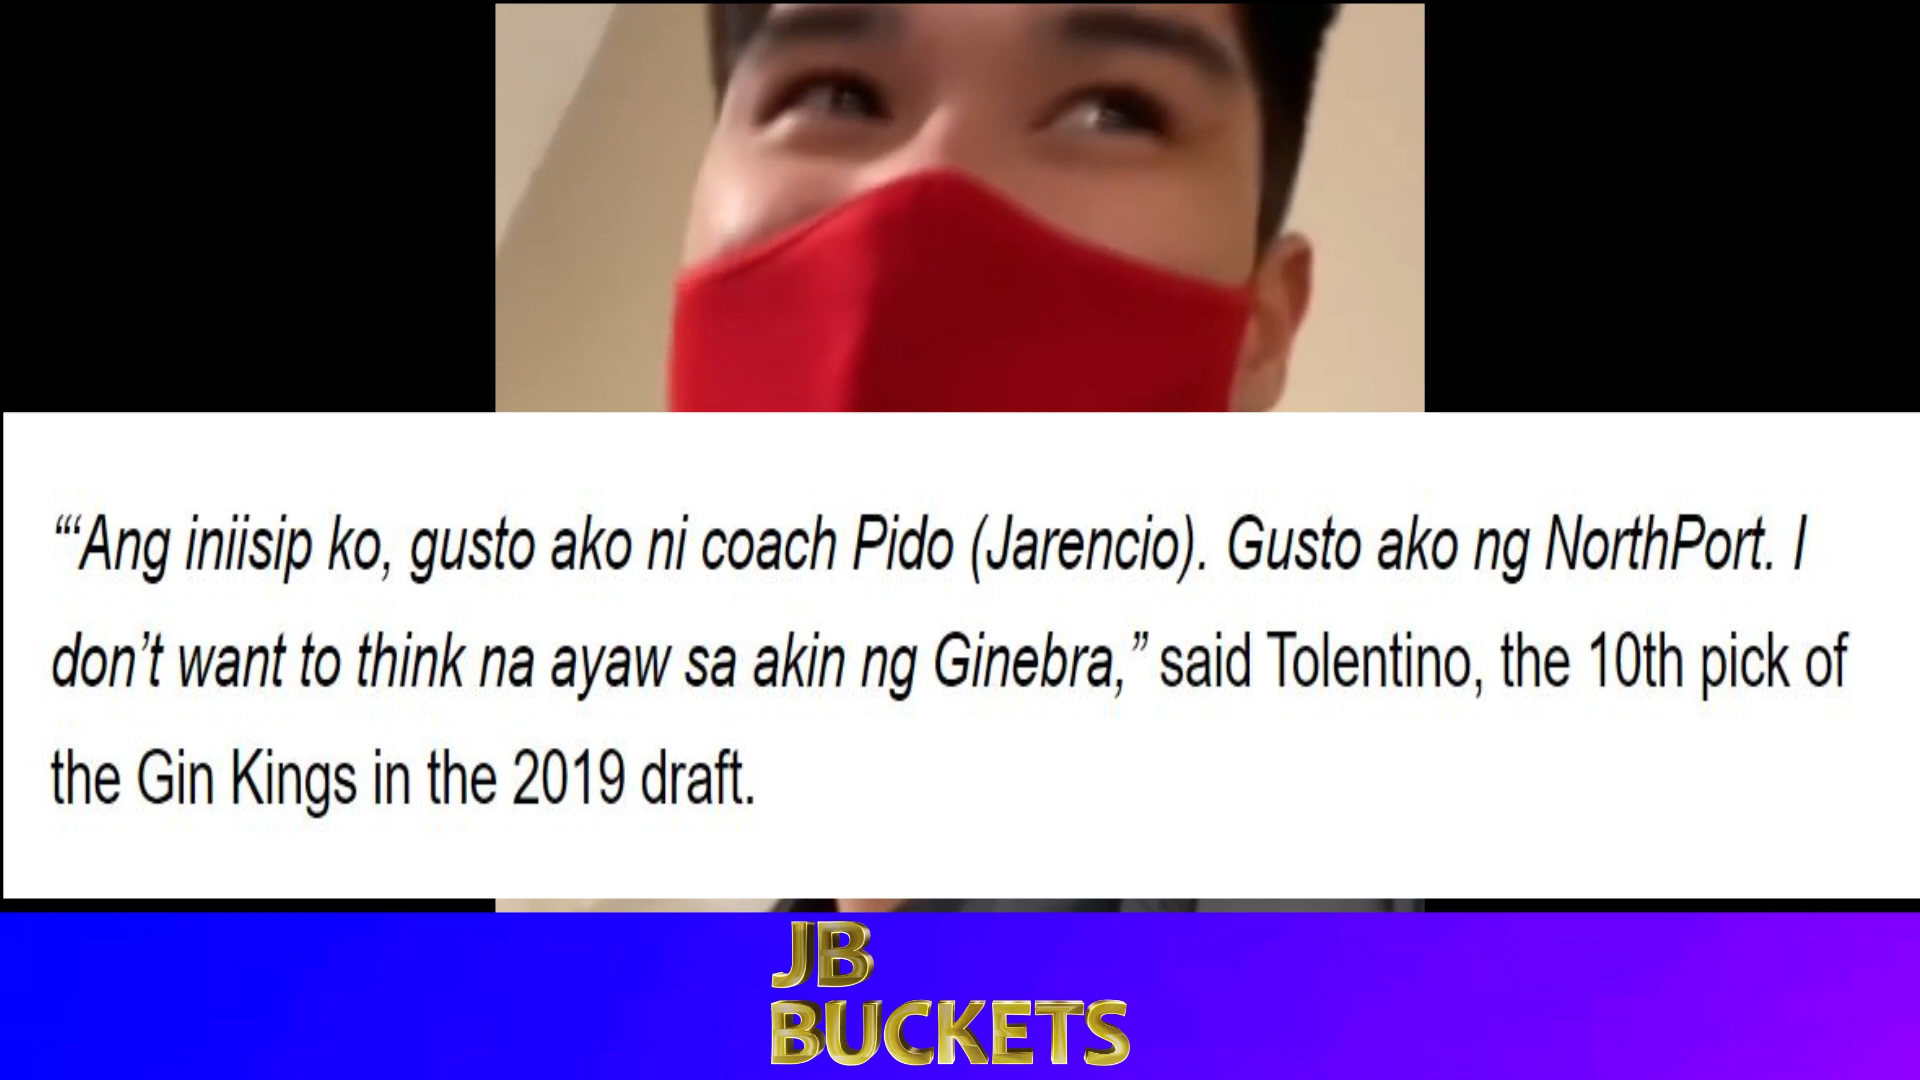 “‘Ang iniisip ko, gusto ako ni coach Pido (Jarencio). Gusto ako ng NorthPort. I
don’t want to think na ayaw sa akin ng Ginebra,” said Tolentino, the 10th pick of
the Gin Kings in the 2019 draft.
JB
BUCKETS